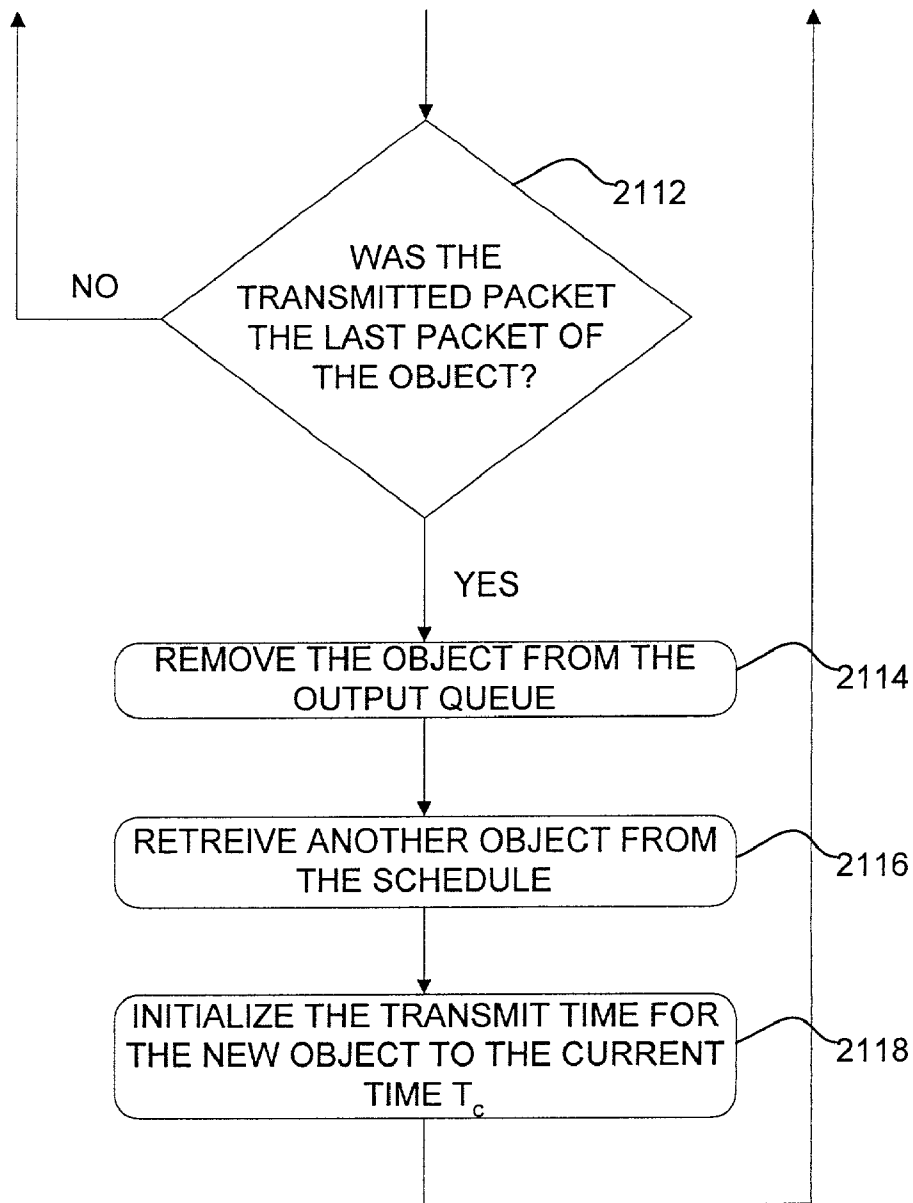 2112
WAS THE
TRANSMITTED PACKET
THE LAST PACKET OF
THE OBJECT?
NO
YES
REMOVE THE OBJECT FROM THE
OUTPUT QUEUE
2114
RETREIVE ANOTHER OBJECT FROM
THE SCHEDULE
2116
INITIALIZE THE TRANSMIT TIME FOR
THE NEW OBJECT TO THE CURRENT
TIME Tc
2118